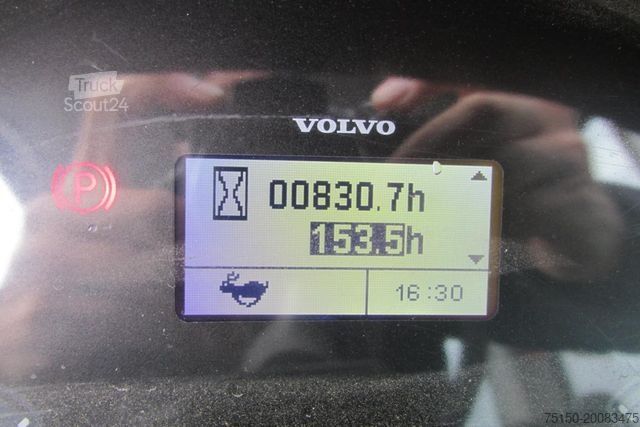 Truck
Scout24
VOLVO
P
00830.7h
153.5h
16:30
75150-20083475